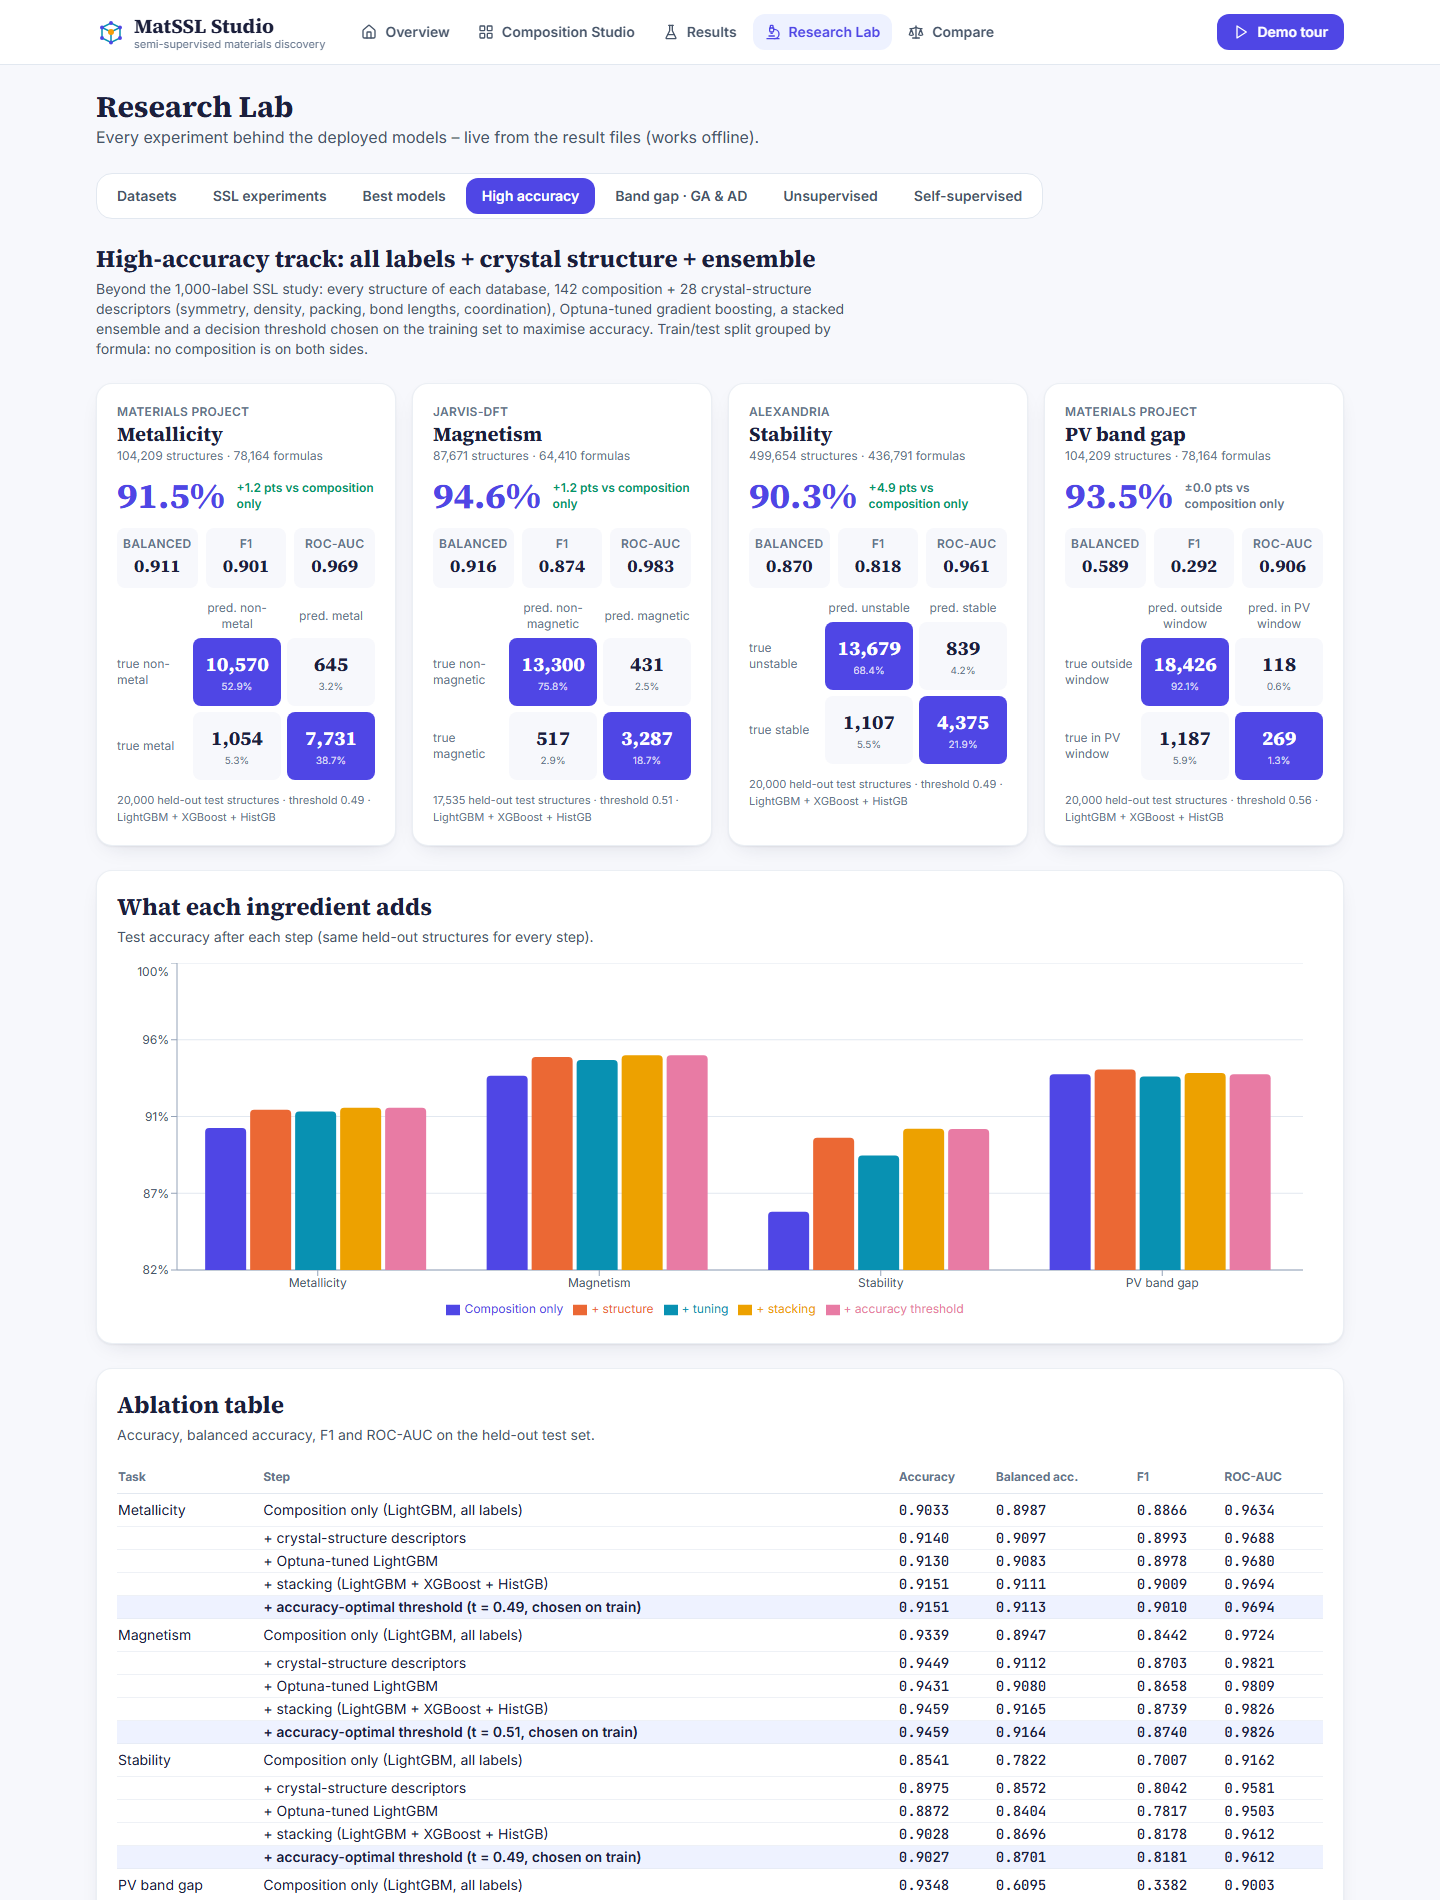 MatSSL Studio
semi-supervised materials discovery
Overview
Composition Studio
Results
Research Lab
Compare
Demo tour
Research Lab
Every experiment behind the deployed models – live from the result files (works offline).
Datasets
SSL experiments
Best models
High accuracy
Band gap · GA & AD
Unsupervised
Self-supervised
High-accuracy track: all labels + crystal structure + ensemble
Beyond the 1,000-label SSL study: every structure of each database, 142 composition + 28 crystal-structure
descriptors (symmetry, density, packing, bond lengths, coordination), Optuna-tuned gradient boosting, a stacked
ensemble and a decision threshold chosen on the training set to maximise accuracy. Train/test split grouped by
formula: no composition is on both sides.
MATERIALS PROJECT
Metallicity
104,209 structures · 78,164 formulas
91.5% +1.2 pts vs composition
only
BALANCED F1 ROC-AUC
0.911 0.901 0.969
pred. non-
metal
pred. metal
true non-
metal
10,570 645
52.9% 3.2%
true metal
1,054 7,731
5.3% 38.7%
20,000 held-out test structures · threshold 0.49 ·
LightGBM + XGBoost + HistGB
JARVIS-DFT
Magnetism
87,671 structures · 64,410 formulas
94.6% +1.2 pts vs composition
only
BALANCED F1 ROC-AUC
0.916 0.874 0.983
pred. non-
magnetic
pred. magnetic
true non-
magnetic
13,300 431
75.8% 2.5%
true
magnetic
517 3,287
2.9% 18.7%
17,535 held-out test structures · threshold 0.51 ·
LightGBM + XGBoost + HistGB
ALEXANDRIA
Stability
499,654 structures · 436,791 formulas
90.3% +4.9 pts vs
composition only
BALANCED F1 ROC-AUC
0.870 0.818 0.961
pred. unstable pred. stable
true
unstable
13,679 839
68.4% 4.2%
true stable
1,107 4,375
5.5% 21.9%
20,000 held-out test structures · threshold 0.49 ·
LightGBM + XGBoost + HistGB
MATERIALS PROJECT
PV band gap
104,209 structures · 78,164 formulas
93.5% ±0.0 pts vs
composition only
BALANCED F1 ROC-AUC
0.589 0.292 0.906
pred. outside
window
pred. in PV
window
true outside
window
18,426 118
92.1% 0.6%
true in PV
window
1,187 269
5.9% 1.3%
20,000 held-out test structures · threshold 0.56 ·
LightGBM + XGBoost + HistGB
What each ingredient adds
Test accuracy after each step (same held-out structures for every step).
100%
96%
91%
87%
82%
Metallicity Magnetism Stability PV band gap
Composition only + structure + tuning + stacking + accuracy threshold
Ablation table
Accuracy, balanced accuracy, F1 and ROC-AUC on the held-out test set.
Task Step Accuracy Balanced acc. F1 ROC-AUC
Metallicity Composition only (LightGBM, all labels) 0.9033 0.8987 0.8866 0.9634
+ crystal-structure descriptors 0.9140 0.9097 0.8993 0.9688
+ Optuna-tuned LightGBM 0.9130 0.9083 0.8978 0.9680
+ stacking (LightGBM + XGBoost + HistGB) 0.9151 0.9111 0.9009 0.9694
+ accuracy-optimal threshold (t = 0.49, chosen on train) 0.9151 0.9113 0.9010 0.9694
Magnetism Composition only (LightGBM, all labels) 0.9339 0.8947 0.8442 0.9724
+ crystal-structure descriptors 0.9449 0.9112 0.8703 0.9821
+ Optuna-tuned LightGBM 0.9431 0.9080 0.8658 0.9809
+ stacking (LightGBM + XGBoost + HistGB) 0.9459 0.9165 0.8739 0.9826
+ accuracy-optimal threshold (t = 0.51, chosen on train) 0.9459 0.9164 0.8740 0.9826
Stability Composition only (LightGBM, all labels) 0.8541 0.7822 0.7007 0.9162
+ crystal-structure descriptors 0.8975 0.8572 0.8042 0.9581
+ Optuna-tuned LightGBM 0.8872 0.8404 0.7817 0.9503
+ stacking (LightGBM + XGBoost + HistGB) 0.9028 0.8696 0.8178 0.9612
+ accuracy-optimal threshold (t = 0.49, chosen on train) 0.9027 0.8701 0.8181 0.9612
PV band gap Composition only (LightGBM, all labels) 0.9348 0.6095 0.3382 0.9003